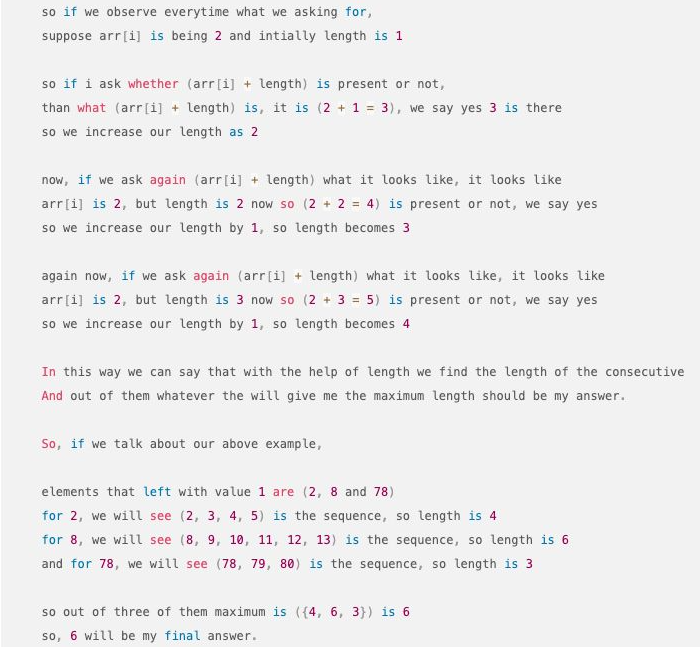 so if we observe everytime what we asking for,
suppose arr[i] is being 2 and intially length is 1
so if i ask whether (arr[i] + length) is present or not,
than what (arr[i] + length) is, it is (2 + 1 = 3), we say yes 3 is there
so we increase our length as 2
now, if we ask again (arr[i] + length) what it looks like, it looks like
arr[i] is 2, but length is 2 now so (2 + 2 = 4) is present or not, we say yes
so we increase our length by 1, so length becomes 3
again now, if we ask again (arr[i] + length) what it looks like, it looks like
arr[i] is 2, but length is 3 now so (2 + 3 = 5) is present or not, we say yes
so we increase our length by 1, so length becomes 4
In this way we can say that with the help of length we find the length of the consecutive
And out of them whatever the will give me the maximum length should be my answer.
So, if we talk about our above example,
elements that left with value 1 are (2, 8 and 78)
for 2, we will see (2, 3, 4, 5) is the sequence, so length is 4
for 8, we will see (8, 9, 10, 11, 12, 13) is the sequence, so length is 6
and for 78, we will see (78, 79, 80) is the sequence, so length is 3
so out of three of them maximum is ({4, 6, 3}) is 6
so, 6 will be my final answer.